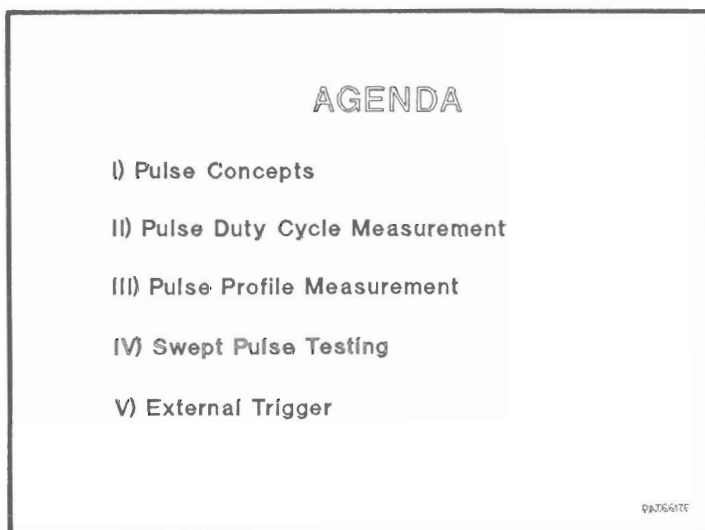 AGENDA
I) Pulse Concepts
II) Pulse Duty Cycle Measurement
III) Pulse Profile Measurement
IV) Swept Pulse Testing
V) External Trigger